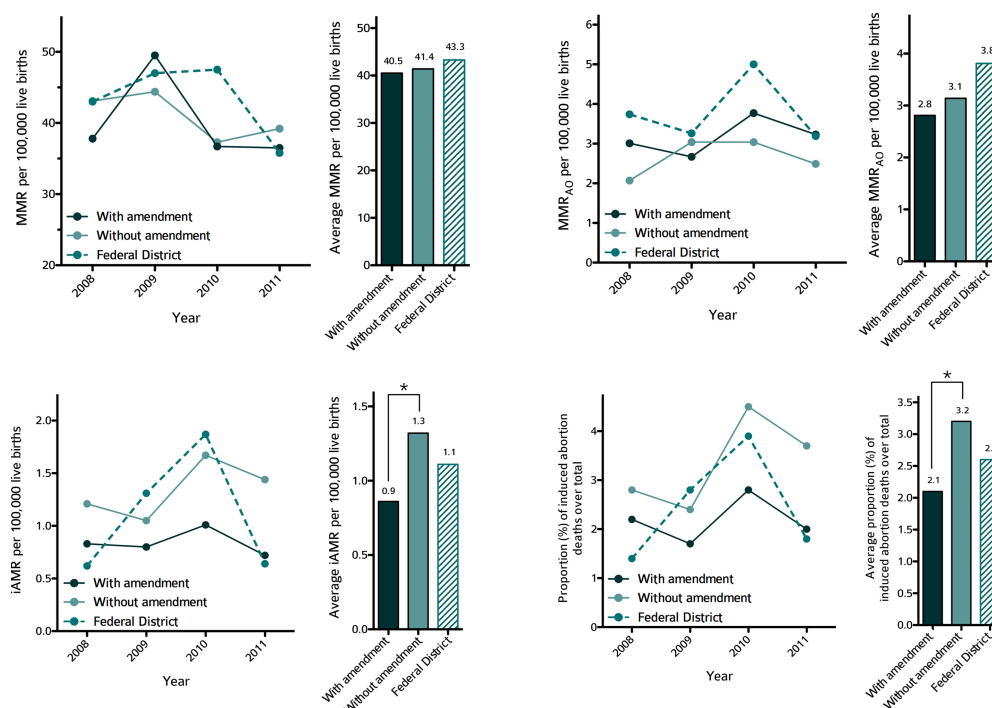 MMR per 100,000 live births
50
40
30
20
With amendment
Without amendment
Federal District
2008
2009
2010
2011
Year
Average MMR per 100,000 live births
50
40
30
20
10
0
40.5
41.4
43.3
With amendment
Without amendment
Federal District
MMRAO per 100,000 live births
6
5
4
3
2
1
0
With amendment
Without amendment
Federal District
2008
2009
2010
2011
Year
Average MMRAO per 100,000 live births
4
3
2
1
0
2.8
3.1
3.8
With amendment
Without amendment
Federal District
iAMR per 100,000 live births
2.0
1.5
1.0
0.5
0.0
With amendment
Without amendment
Federal District
2008
2009
2010
2011
Year
Average iAMR per 100,000 live births
1.5
1.0
0.5
0.0
*
0.9
1.3
1.1
With amendment
Without amendment
Federal District
Proportion (%) of induced abortion
deaths over total
4
3
2
1
0
With amendment
Without amendment
Federal District
2008
2009
2010
2011
Year
Average proportion (%) of
induced abortion deaths over total
3.5
3.0
2.5
2.0
1.5
1.0
0.5
0.0
*
2.1
3.2
With amendment
Without amendment